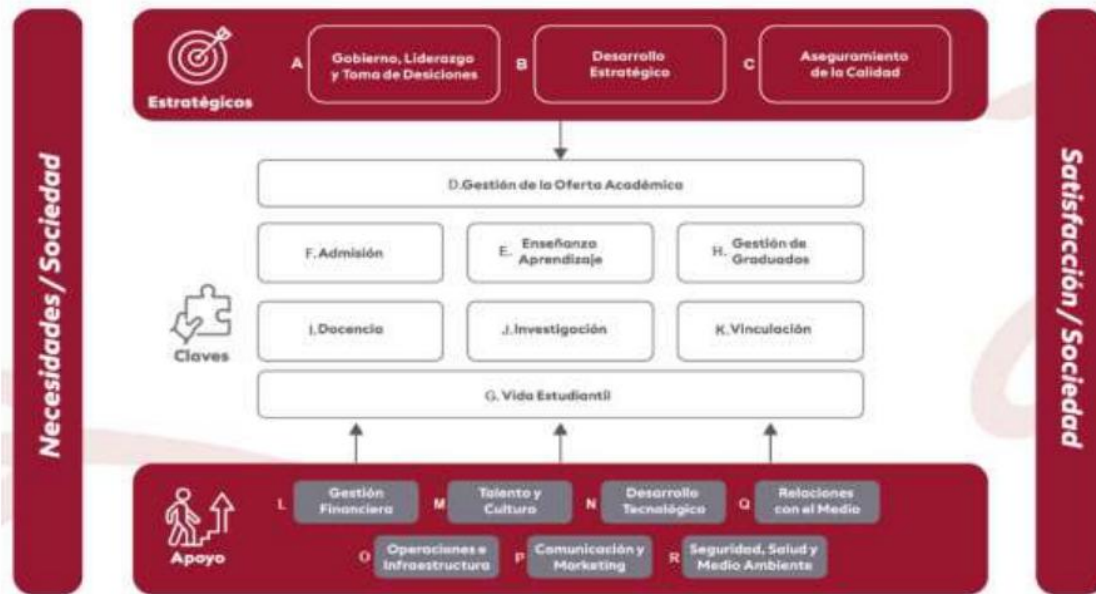 Necesidades / Sociedad
Estratégicos
A
Gobierno, Liderazgo
y Toma de Desiciones
B
Desarrollo
Estratégico
C
Aseguramiento
de la Calidad
D.Gestión de la Oferta Académica
F. Admisión
E. Enseñanza
Aprendizaje
H. Gestión de
Graduados
Claves
I. Docencia
J. Investigación
K. Vinculación
G. Vida Estudiantil
Apoyo
L
Gestión
Financiera
M
Talento y
Cultura
N
Desarrollo
Tecnológico
Q
Relaciones
con el Medio
O
Operaciones e
Infraestructura
P
Comunicación y
Marketing
R
Seguridad, Salud y
Medio Ambiente
Satisfacción / Sociedad